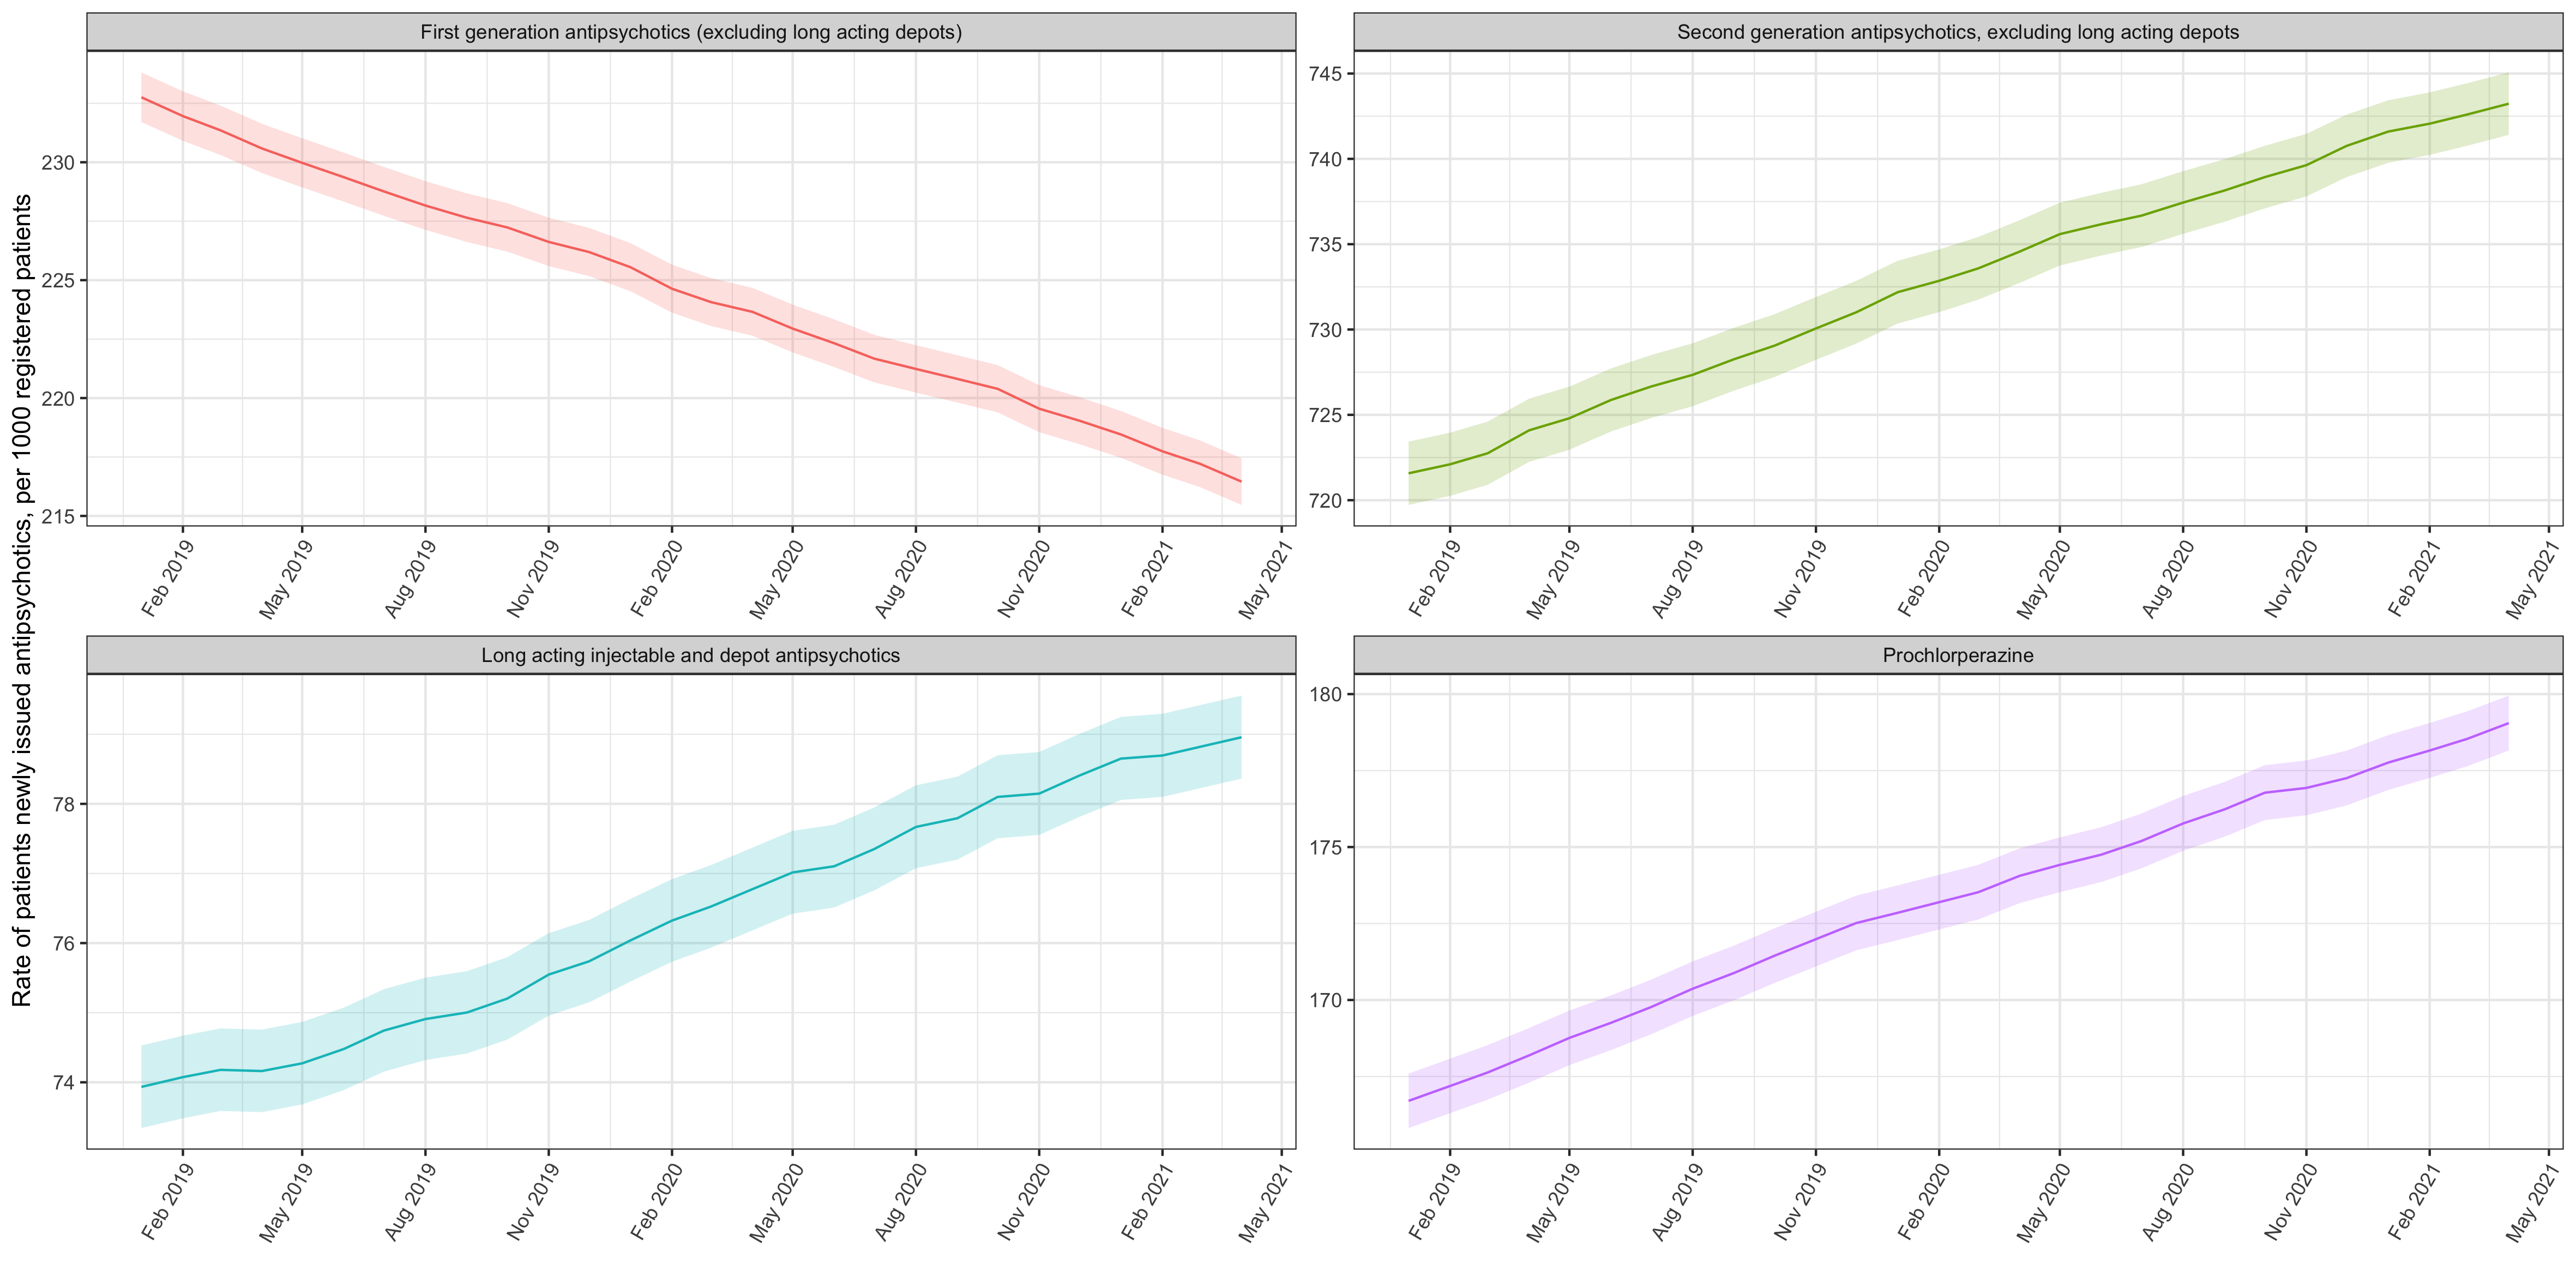 Rate of patients newly issued antipsychotics, per 1000 registered patients
First generation antipsychotics (excluding long acting depots)
230
225
220
215
Feb 2019
May 2019
Aug 2019
Nov 2019
Feb 2020
May 2020
Aug 2020
Nov 2020
Feb 2021
May 2021
Second generation antipsychotics, excluding long acting depots
745
740
735
730
725
720
Feb 2019
May 2019
Aug 2019
Nov 2019
Feb 2020
May 2020
Aug 2020
Nov 2020
Feb 2021
May 2021
Long acting injectable and depot antipsychotics
78
76
74
Feb 2019
May 2019
Aug 2019
Nov 2019
Feb 2020
May 2020
Aug 2020
Nov 2020
Feb 2021
May 2021
Prochlorperazine
180
175
170
Feb 2019
May 2019
Aug 2019
Nov 2019
Feb 2020
May 2020
Aug 2020
Nov 2020
Feb 2021
May 2021